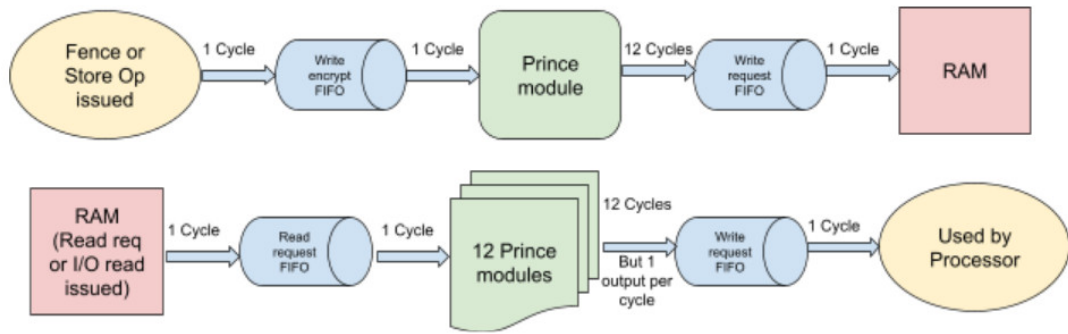 Fence or
Store Op
issued
1 Cycle
Write
encrypt
FIFO
1 Cycle
Prince
module
12 Cycles
Write
request
FIFO
1 Cycle
RAM
RAM
(Read req
or I/O read
issued)
1 Cycle
Read
request
FIFO
1 Cycle
12 Prince
modules
12 Cycles
But 1
output per
cycle
Write
request
FIFO
1 Cycle
Used by
Processor